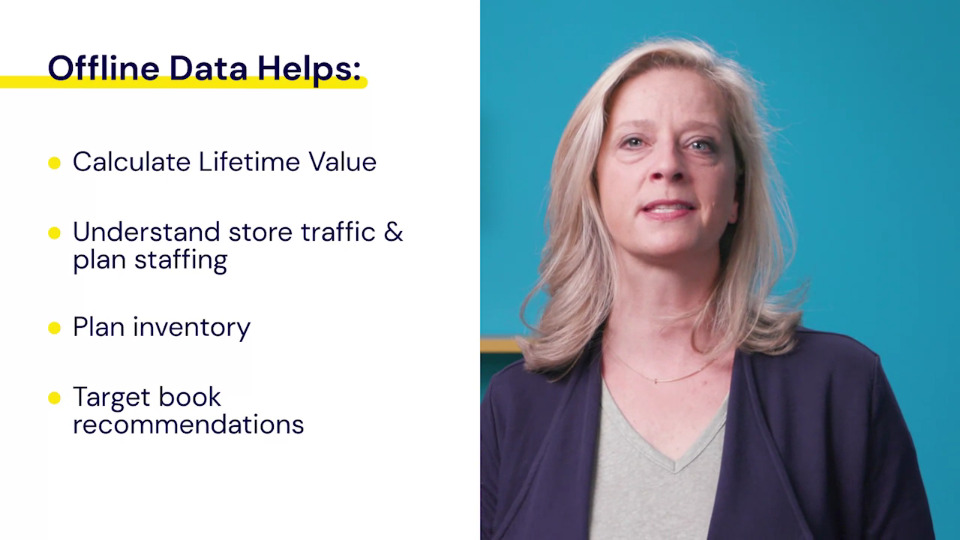 Offline Data Helps:
Calculate Lifetime Value
Understand store traffic &
plan staffing
Plan inventory
Target book
recommendations